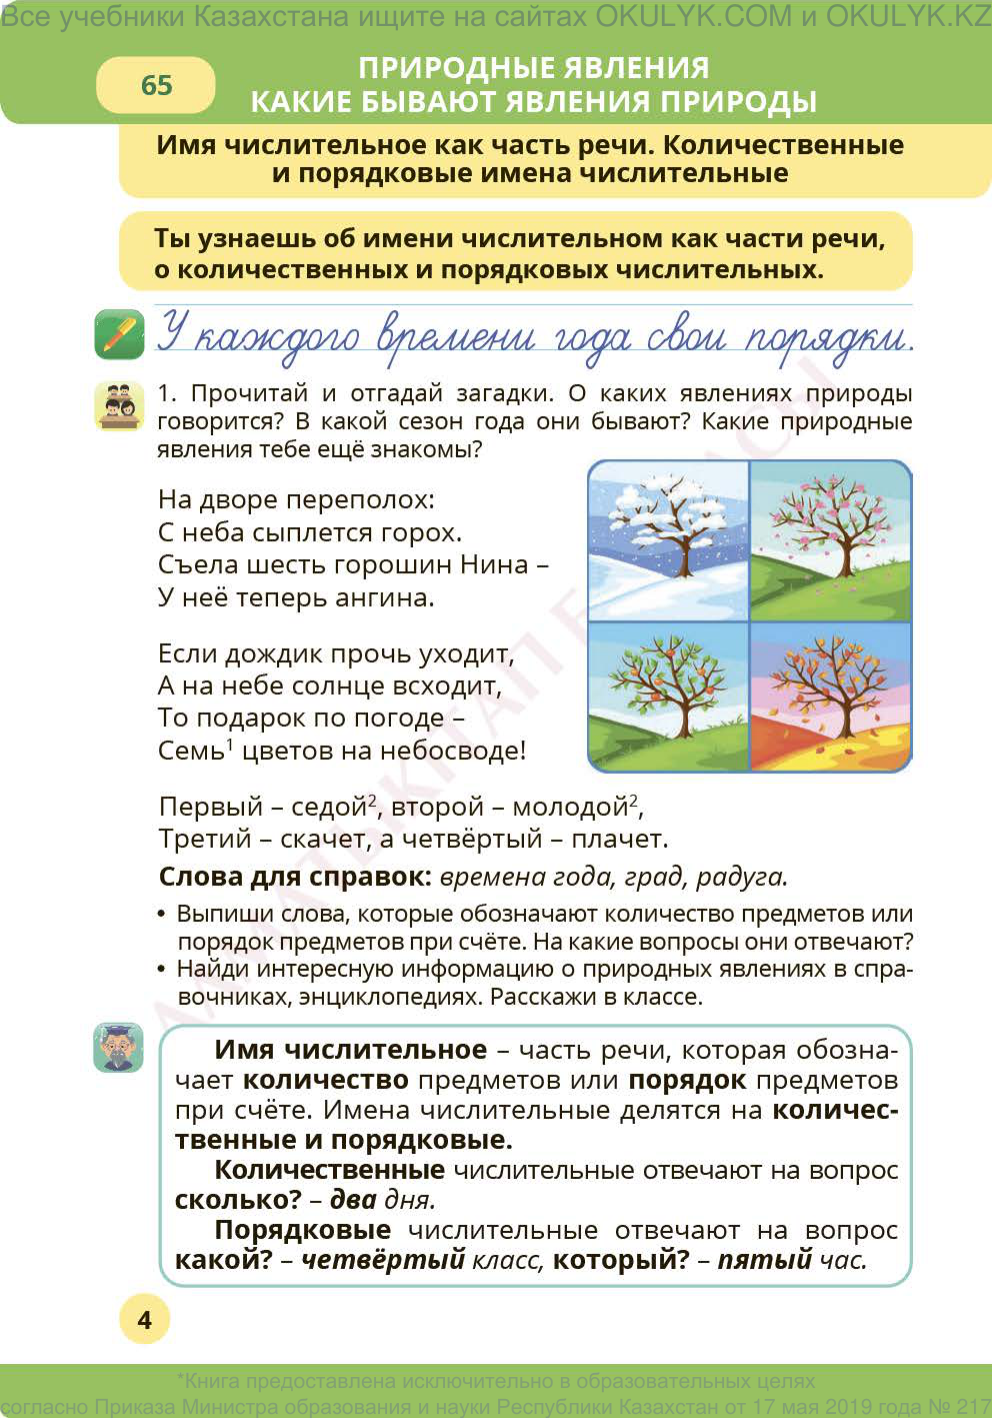 Все учебники Казахстана ищите на сайтах OKULYK.COM и OKULYK.KZ
65
ПРИРОДНЫЕ ЯВЛЕНИЯ
КАКИЕ БЫВАЮТ ЯВЛЕНИЯ ПРИРОДЫ
Имя числительное как часть речи. Количественные
и порядковые имена числительные
Ты узнаешь об имени числительном как части речи,
о количественных и порядковых числительных.
У каждого времени года свои порядки.
1. Прочитай и отгадай загадки. О каких явлениях природы
говорится? В какой сезон года они бывают? Какие природные
явления тебе ещё знакомы?
На дворе переполох:
С неба сыплется горох.
Съела шесть горошин Нина –
У неё теперь ангина.
Если дождик прочь уходит,
А на небе солнце всходит,
То подарок по погоде –
Семь¹ цветов на небосводе!
Первый – седой², второй – молодой²,
Третий – скачет, а четвёртый – плачет.
Слова для справок: времена года, град, радуга.
• Выпиши слова, которые обозначают количество предметов или
порядок предметов при счёте. На какие вопросы они отвечают?
• Найди интересную информацию о природных явлениях в спра-
вочниках, энциклопедиях. Расскажи в классе.
Имя числительное – часть речи, которая обозна-
чает количество предметов или порядок предметов
при счёте. Имена числительные делятся на количес-
твенные и порядковые.
Количественные числительные отвечают на вопрос
сколько? – два дня.
Порядковые числительные отвечают на вопрос
какой? – четвёртый класс, который? – пятый час.
4
*Книга предоставлена исключительно в образовательных целях
согласно Приказа Министра образования и науки Республики Казахстан от 17 мая 2019 года № 217